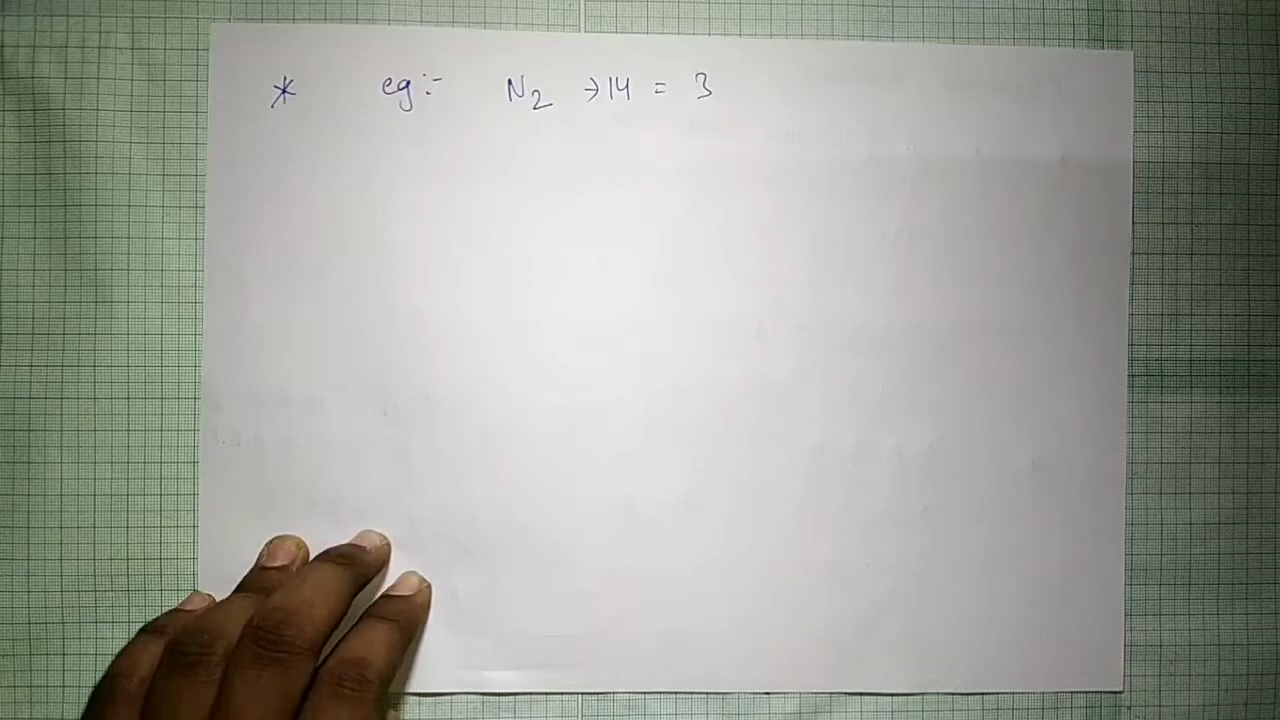 * eg:- N₂ → 14 = 3